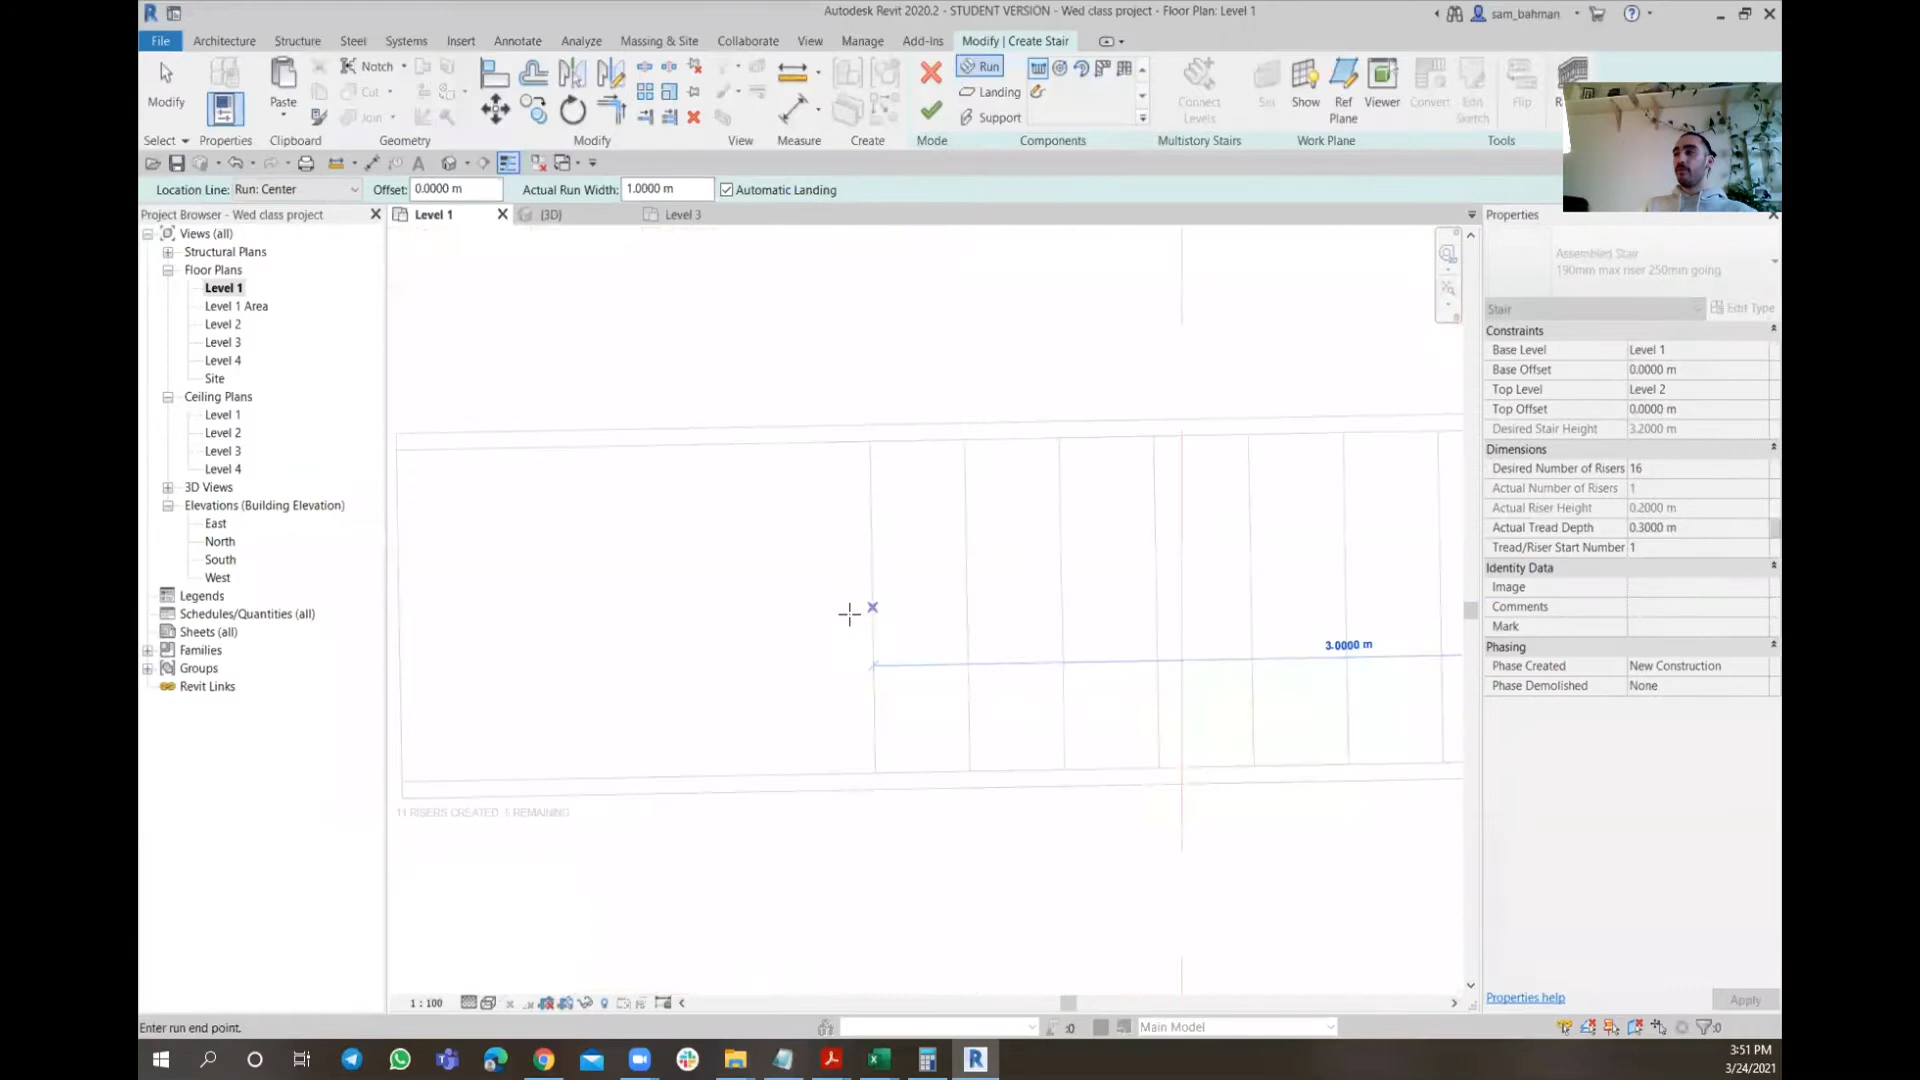 Autodesk Revit 2020.2 - STUDENT VERSION - Wed class project - Floor Plan: Level 1
sam_bahman
File Architecture Structure Steel Systems Insert Annotate Analyze Massing & Site Collaborate View Manage Add-Ins Modify | Create Stair
Modify
Paste
Notch
Cut
Join
Run
Landing
Support
Connect Levels
Set
Show
Ref Plane
Viewer
Convert
Edit Sketch
Flip
Select Properties Clipboard Geometry Modify View Measure Create Mode Components Multistory Stairs Work Plane Tools
Location Line: Run: Center Offset: 0.0000 m Actual Run Width: 1.0000 m Automatic Landing
Project Browser - Wed class project
Level 1 {3D} Level 3
Views (all)
Structural Plans
Floor Plans
Level 1
Level 1 Area
Level 2
Level 3
Level 4
Site
Ceiling Plans
Level 1
Level 2
Level 3
Level 4
3D Views
Elevations (Building Elevation)
East
North
South
West
Legends
Schedules/Quantities (all)
Sheets (all)
Families
Groups
Revit Links
3.0000 m
11 RISERS CREATED, 5 REMAINING
Properties
Assembled Stair
190mm max riser 250mm going
Stair Edit Type
Constraints
Base Level Level 1
Base Offset 0.0000 m
Top Level Level 2
Top Offset 0.0000 m
Desired Stair Height 3.2000 m
Dimensions
Desired Number of Risers 16
Actual Number of Risers 1
Actual Riser Height 0.2000 m
Actual Tread Depth 0.3000 m
Tread/Riser Start Number 1
Identity Data
Image
Comments
Mark
Phasing
Phase Created New Construction
Phase Demolished None
Properties help Apply
1 : 100
Enter run end point.
:0
Main Model
:0
3:51 PM
3/24/2021